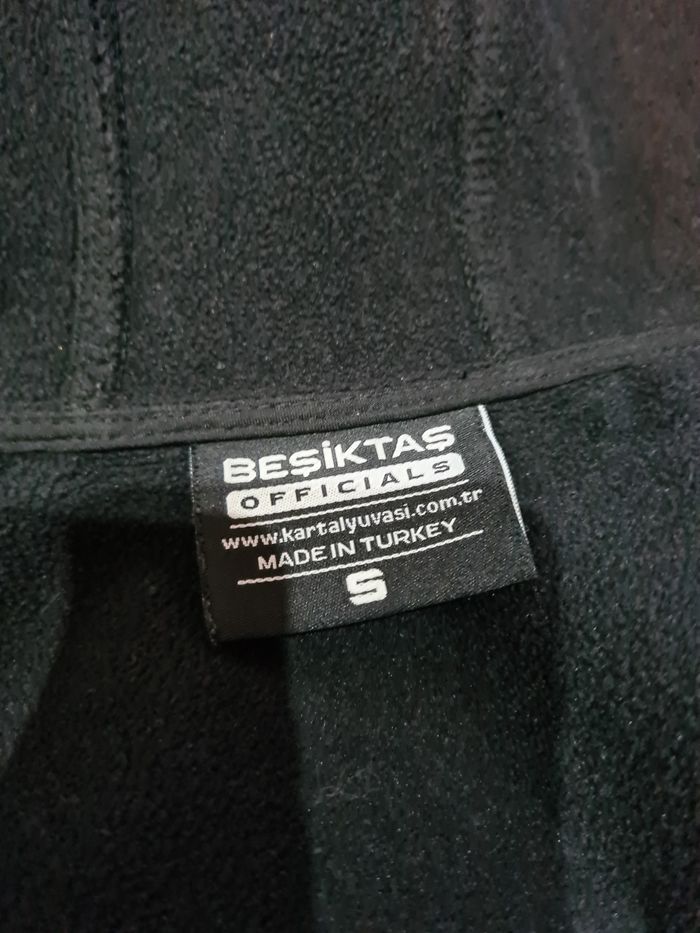 BEŞİKTAŞ
OFFICIALS
www.kartalyuvasi.com.tr
MADE IN TURKEY
S